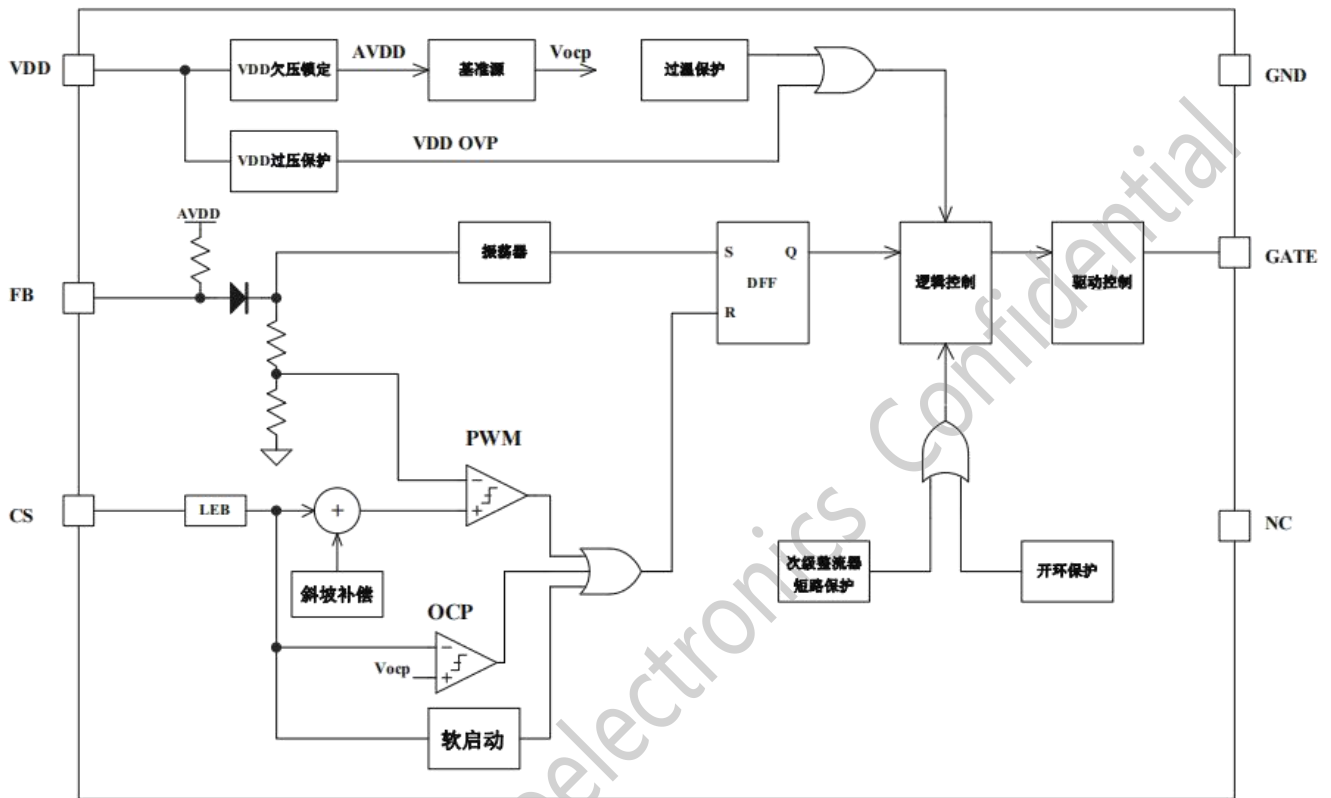 VDD
VDD欠压锁定
AVDD
基准源
Vocp
过温保护
GND
VDD过压保护
VDD OVP
AVDD
FB
振荡器
S
Q
DFF
R
逻辑控制
驱动控制
GATE
PWM
−
+
CS
LEB
+
斜坡补偿
OCP
−
+
Vocp
软启动
次级整流器
短路保护
开环保护
NC
electronics Confidential